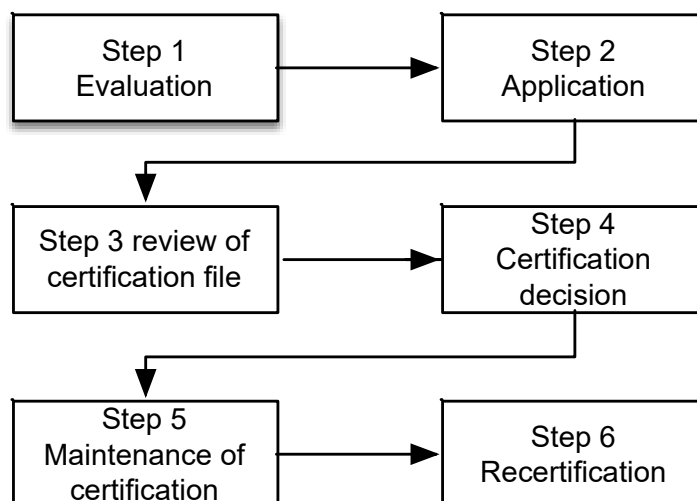 Step 1
Evaluation
Step 2
Application
Step 3 review of
certification file
Step 4
Certification
decision
Step 5
Maintenance of
certification
Step 6
Recertification